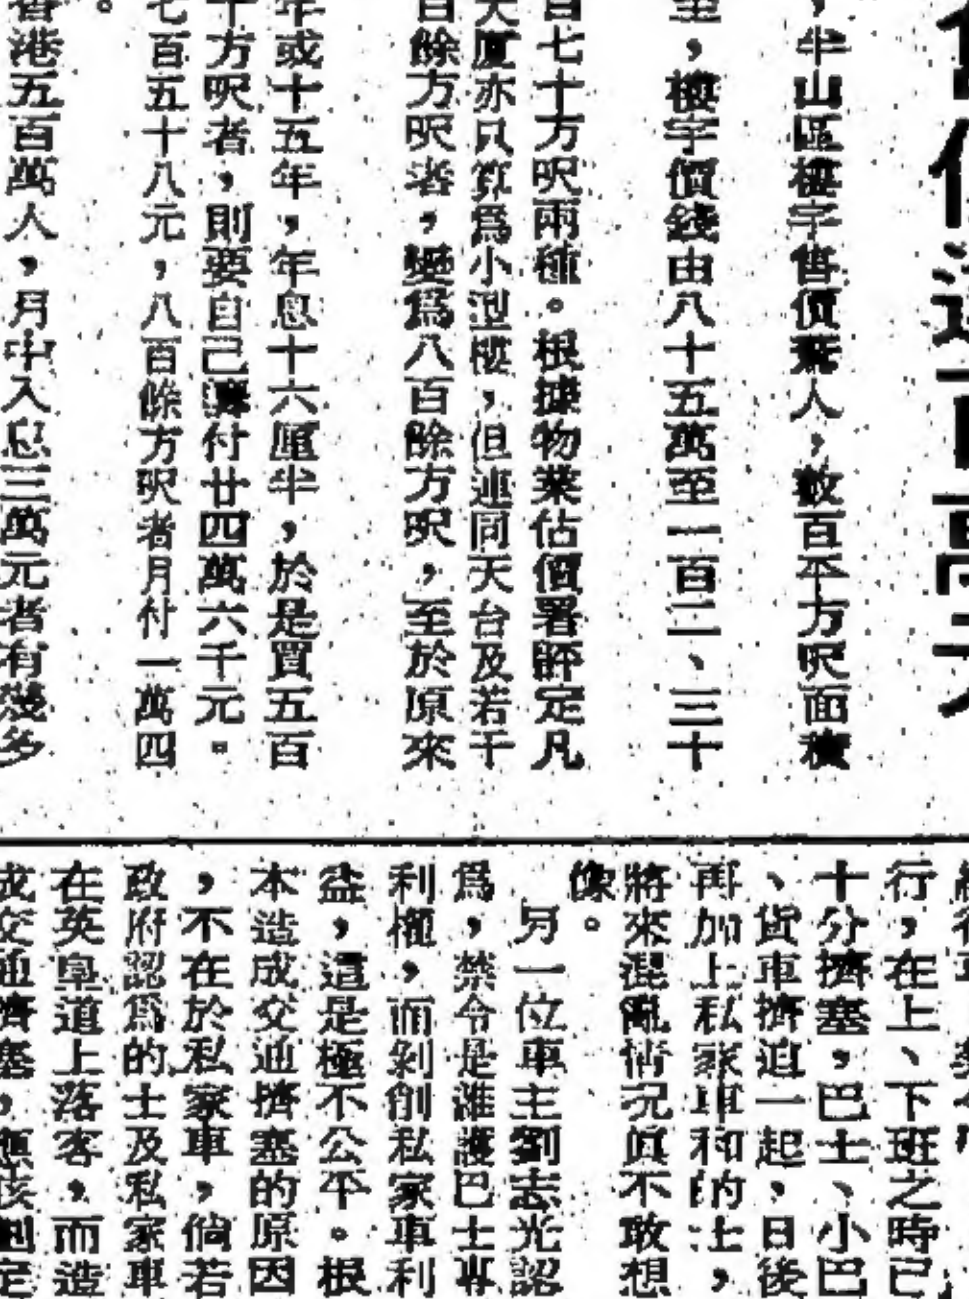 ，半山區樓宇售價驚人，數百平方呎面積
，樓宇價錢由八十五萬至一百二、三十
百七十方呎兩種。根據物業估價署師定凡
大厦亦只算爲小型樓，但連同天台及若干
百餘方呎者，變爲八百餘方呎，至於原來
年或十五年，年息十六厘半，於是買五百
十方呎者，則要自己籌付廿四萬六千元。
七百五十八元，八百餘方呎者月付一萬四
。
香港五百萬人，月中入息三萬元者有幾多
行，在上、下班之時已
十分擠塞，巴士、小巴
、貨車擠迫一起，日後
再加上私家車和的士，
將來混亂情况眞不敢想
像。
另一位車主劉志光認
爲，禁令是維護巴士專
利權，而剝削私家車利
益，這是極不公平。根
本造成交通擠塞的原因
，不在於私家車，倘若
政府認爲的士及私家車
在英皇道上落客，而造
成交通擠塞，應該劃定